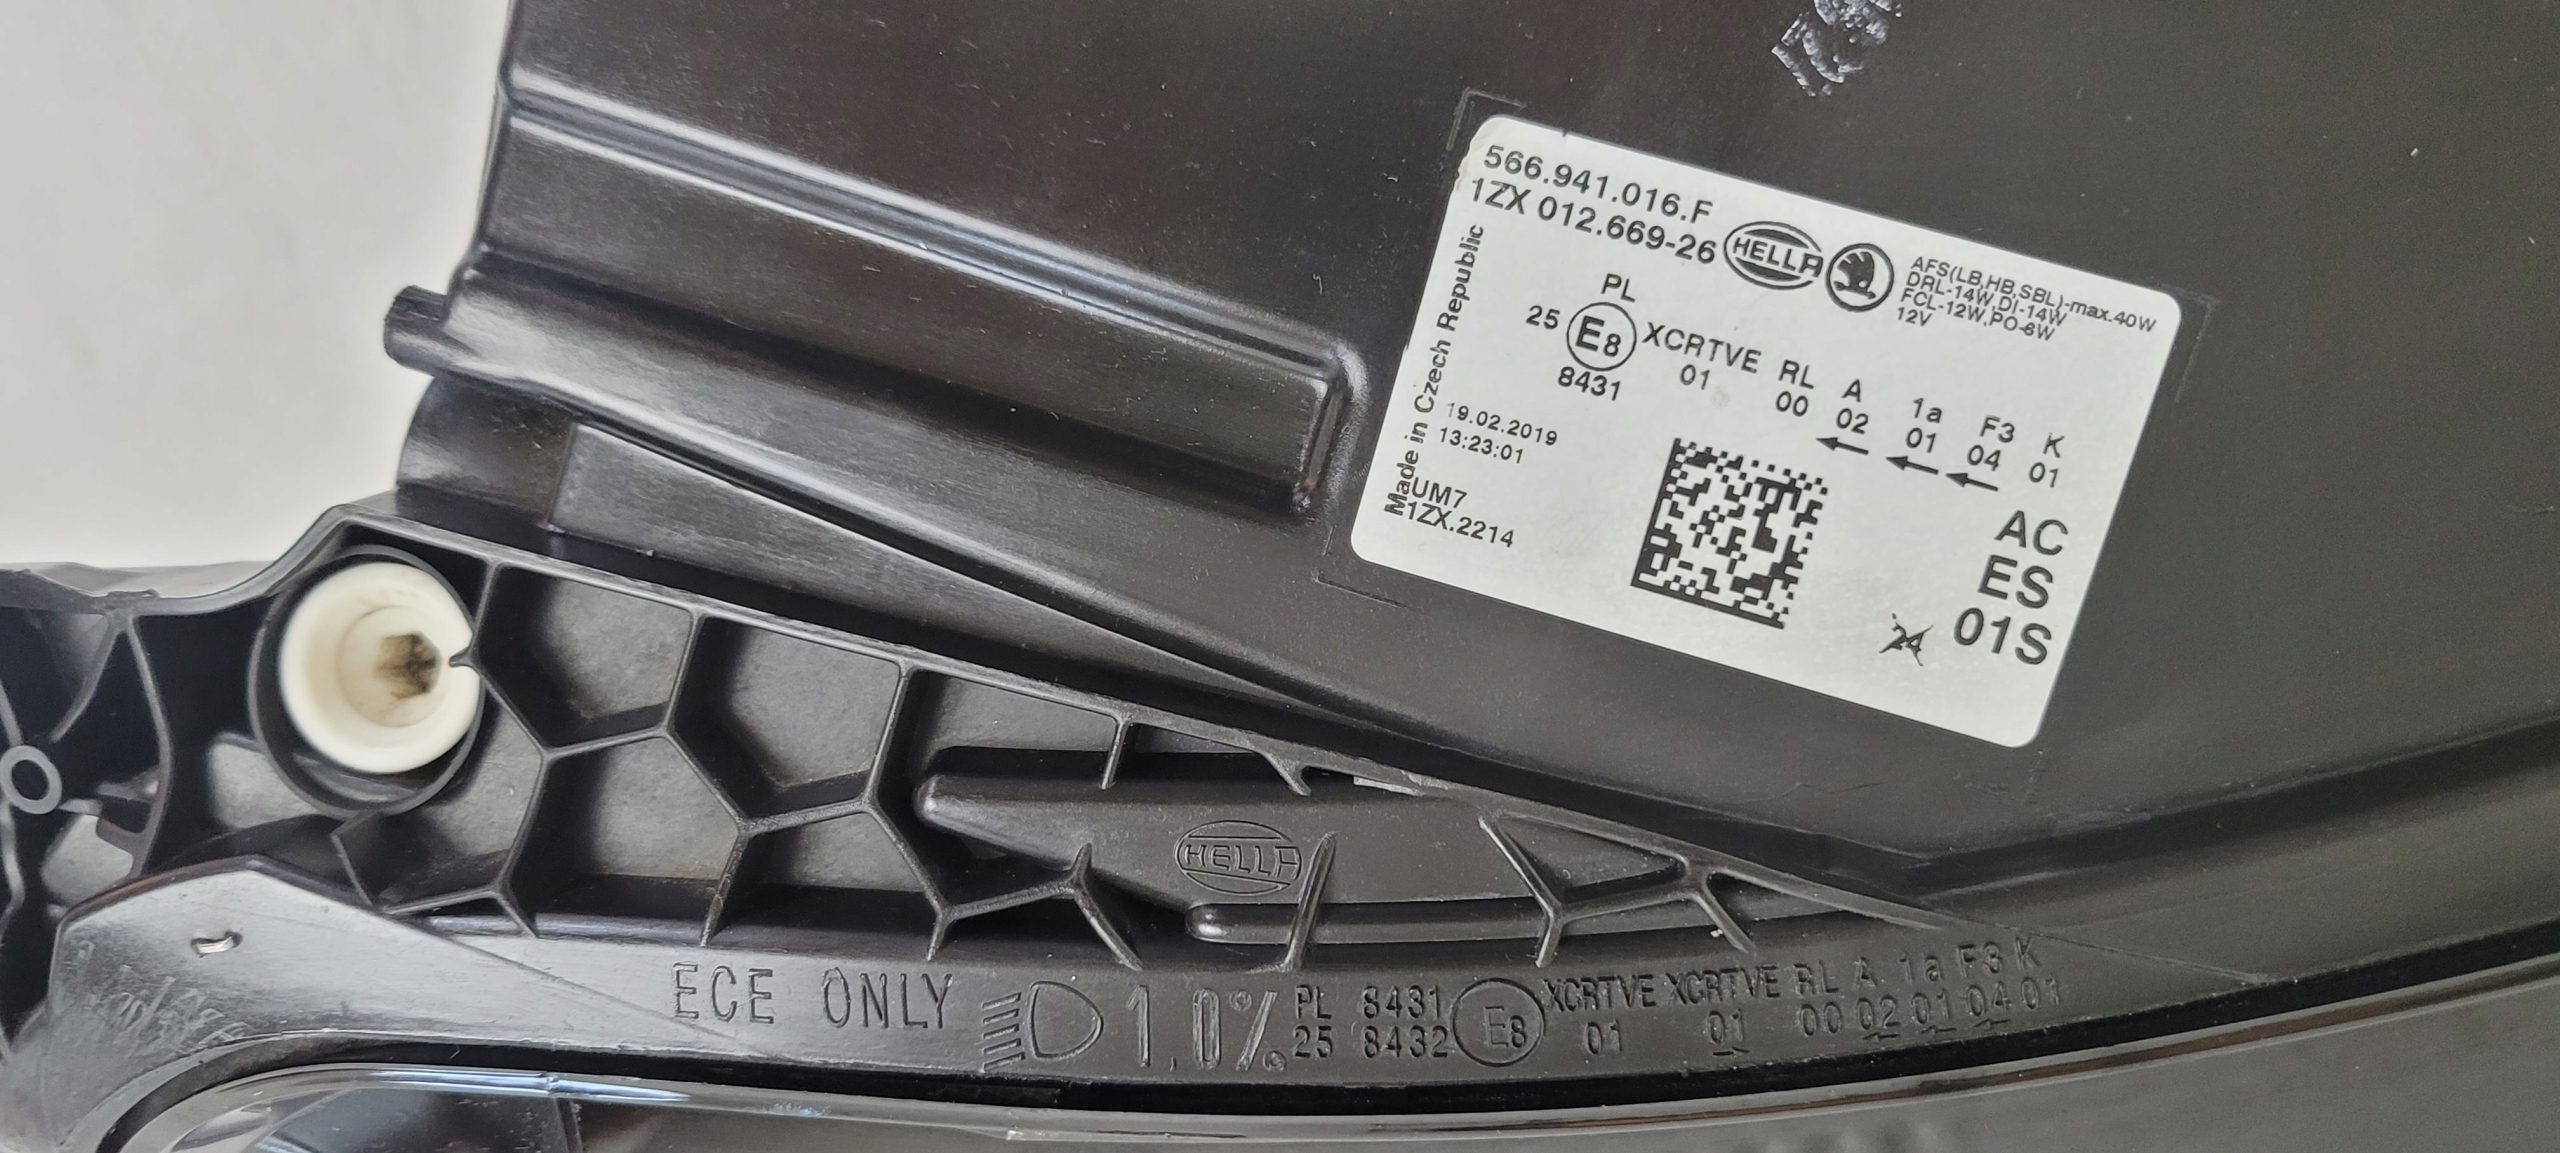 566.941.016.F
1ZX 012.669-26
HELLA
AFS(LB,HB,SBL)-max.40W
DRL-14W,DI-14W
FCL-12W,PO-6W
12V
Made in Czech Republic
PL
25 E8 XCRTVE RL A 1a F3 K
8431 01 00 02 01 04 01
19.02.2019
13:23:01
UM7
1ZX.2214
AC
ES
01S
24
HELLA
ECE ONLY 1,0% PL 8431 E8 XCRTVE XCRTVE RL A 1a F3 K
25 8432 01 01 00 02 01 04 01